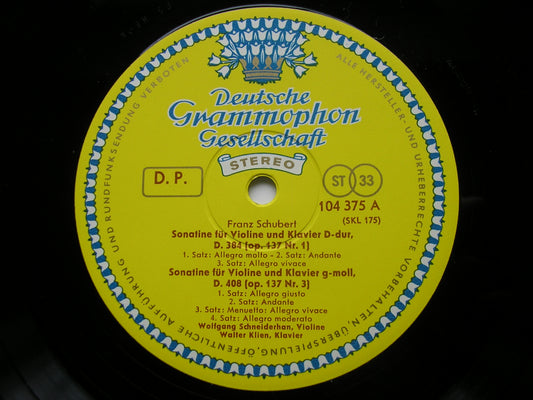 Deutsche
Grammophon
Gesellschaft
STEREO
D. P.
ST 33
104 375 A
(SKL 175)
Franz Schubert
Sonatine für Violine und Klavier D-dur,
D. 384 (op. 137 Nr. 1)
1. Satz: Allegro molto - 2. Satz: Andante
3. Satz: Allegro vivace
Sonatine für Violine und Klavier g-moll,
D. 408 (op. 137 Nr. 3)
1. Satz: Allegro giusto
2. Satz: Andante
3. Satz: Menuetto: Allegro vivace
4. Satz: Allegro moderato
Wolfgang Schneiderhan, Violine
Walter Klien, Klavier
ALLE HERSTELLER- UND URHEBERRECHTE VORBEHALTEN, ÜBERSPIELUNG, ÖFFENTLICHE AUFFÜHRUNG UND RUNDFUNKSENDUNG VERBOTEN